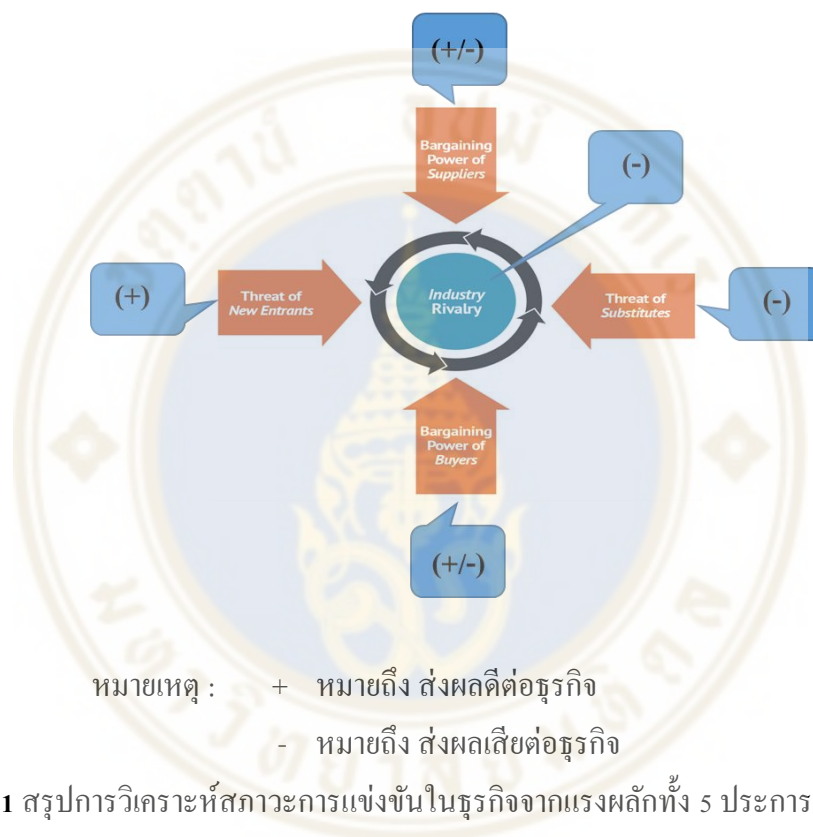 (+/-)
Bargaining
Power of
Suppliers
(-)
(+)
Threat of
New Entrants
Industry
Rivalry
Threat of
Substitutes
(-)
Bargaining
Power of
Buyers
(+/-)
หมายเหตุ : + หมายถึง ส่งผลดีต่อธุรกิจ
- หมายถึง ส่งผลเสียต่อธุรกิจ
1 สรุปการวิเคราะห์สภาวะการแข่งขันในธุรกิจจากแรงผลักทั้ง 5 ประการ